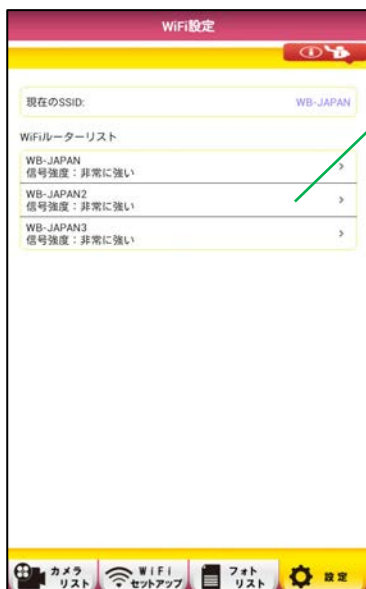 WiFi設定
現在のSSID: WB-JAPAN
WiFiルーターリスト
WB-JAPAN
信号強度：非常に強い
WB-JAPAN2
信号強度：非常に強い
WB-JAPAN3
信号強度：非常に強い
カメラ
リスト
WiFi
セットアップ
フォト
リスト
設定